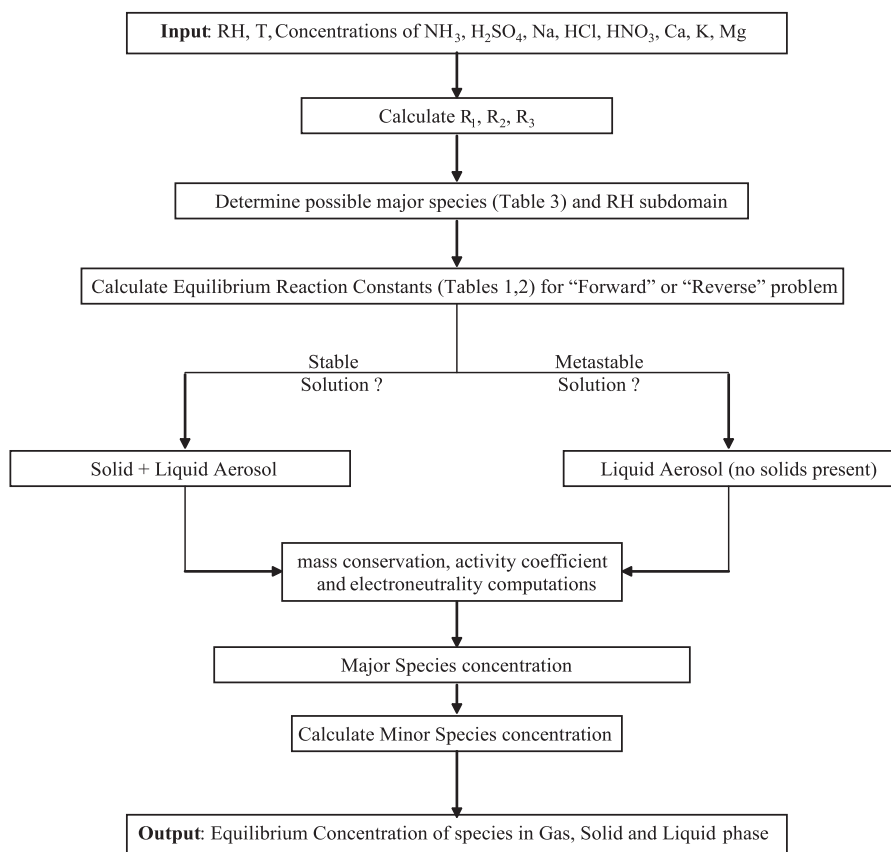 Input: RH, T, Concentrations of NH₃, H₂SO₄, Na, HCl, HNO₃, Ca, K, Mg
Calculate R₁, R₂, R₃
Determine possible major species (Table 3) and RH subdomain
Calculate Equilibrium Reaction Constants (Tables 1,2) for “Forward” or “Reverse” problem
Stable
Solution ?
Metastable
Solution ?
Solid + Liquid Aerosol
Liquid Aerosol (no solids present)
mass conservation, activity coefficient
and electroneutrality computations
Major Species concentration
Calculate Minor Species concentration
Output: Equilibrium Concentration of species in Gas, Solid and Liquid phase